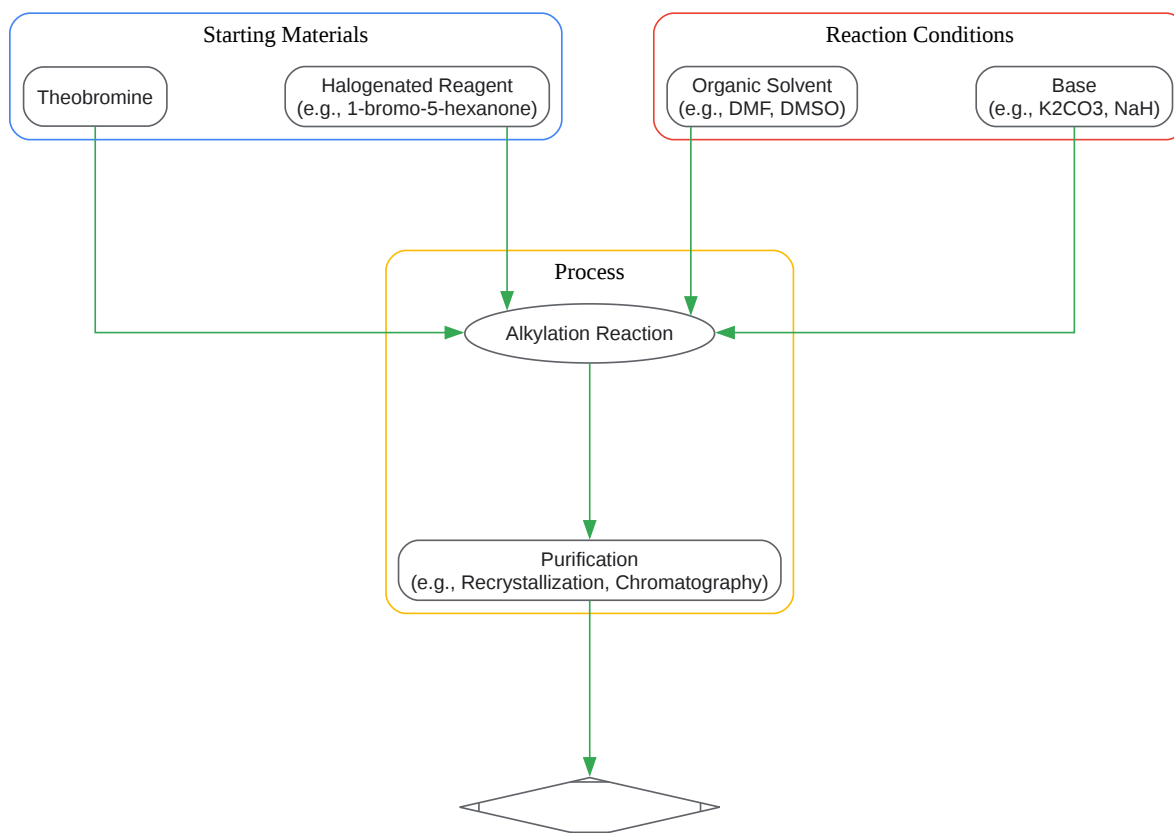 Starting Materials
Reaction Conditions
Theobromine
Halogenated Reagent
(e.g., 1-bromo-5-hexanone)
Organic Solvent
(e.g., DMF, DMSO)
Base
(e.g., K2CO3, NaH)
Process
Alkylation Reaction
Purification
(e.g., Recrystallization, Chromatography)